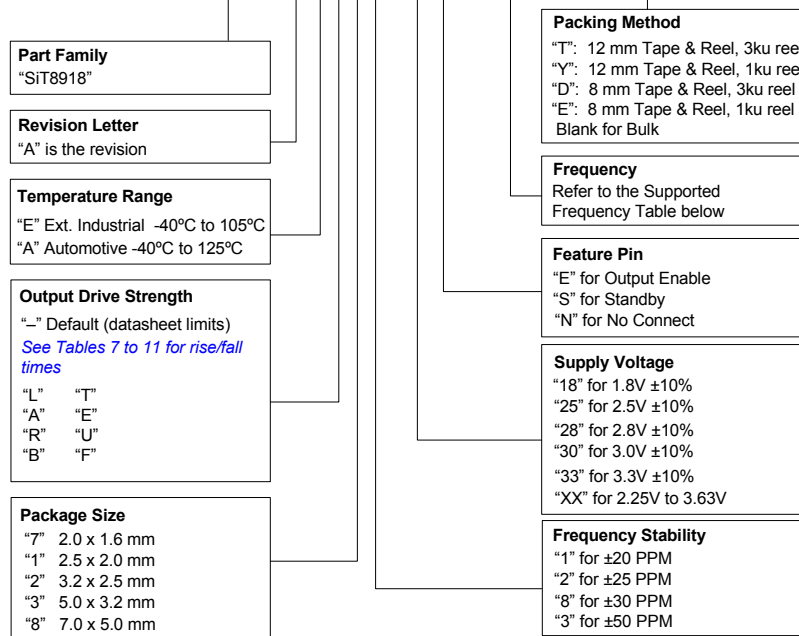 Part Family
“SiT8918”
Revision Letter
“A” is the revision
Temperature Range
“E” Ext. Industrial -40ºC to 105ºC
“A” Automotive -40ºC to 125ºC
Output Drive Strength
“–” Default (datasheet limits)
See Tables 7 to 11 for rise/fall
times
“L” “T”
“A” “E”
“R” “U”
“B” “F”
Package Size
“7” 2.0 x 1.6 mm
“1” 2.5 x 2.0 mm
“2” 3.2 x 2.5 mm
“3” 5.0 x 3.2 mm
“8” 7.0 x 5.0 mm
Packing Method
“T”: 12 mm Tape & Reel, 3ku ree
“Y”: 12 mm Tape & Reel, 1ku ree
“D”: 8 mm Tape & Reel, 3ku reel
“E”: 8 mm Tape & Reel, 1ku reel
Blank for Bulk
Frequency
Refer to the Supported
Frequency Table below
Feature Pin
“E” for Output Enable
“S” for Standby
“N” for No Connect
Supply Voltage
“18” for 1.8V ±10%
“25” for 2.5V ±10%
“28” for 2.8V ±10%
“30” for 3.0V ±10%
“33” for 3.3V ±10%
“XX” for 2.25V to 3.63V
Frequency Stability
“1” for ±20 PPM
“2” for ±25 PPM
“8” for ±30 PPM
“3” for ±50 PPM